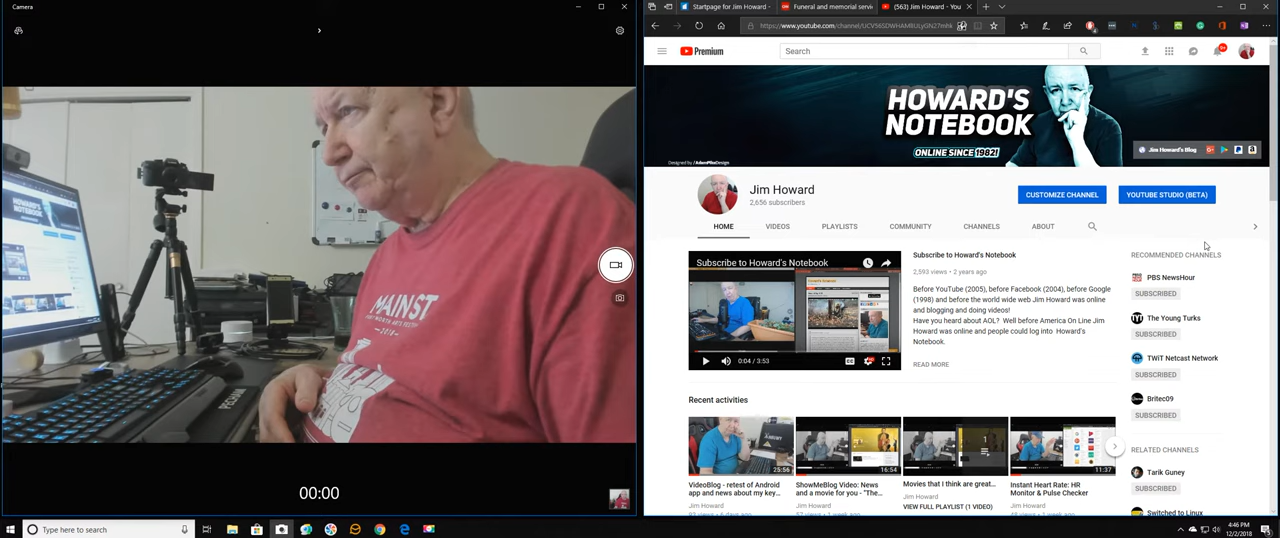 Camera
00:00
HOWARD'S
NOTEBOOK
MAINST
FORT WORTH ARTS FESTIVAL
2018
Startpage for Jim Howard -
Funeral and memorial servi
(563) Jim Howard - You
Premium
Search
9+
HOWARD'S
NOTEBOOK
ONLINE SINCE 1982!
Jim Howard's Blog
Jim Howard
2,656 subscribers
CUSTOMIZE CHANNEL
YOUTUBE STUDIO (BETA)
HOME
VIDEOS
PLAYLISTS
COMMUNITY
CHANNELS
ABOUT
Subscribe to Howard's Notebook
0:04 / 3:53
Subscribe to Howard's Notebook
2,593 views • 2 years ago
Before YouTube (2005), before Facebook (2004), before Google
(1998) and before the world wide web Jim Howard was online
and blogging and doing videos!
Have you heard about AOL? Well before America On Line Jim
Howard was online and people could log into Howard's
Notebook.
READ MORE
RECOMMENDED CHANNELS
PBS NewsHour
SUBSCRIBED
The Young Turks
SUBSCRIBED
TWiT Netcast Network
SUBSCRIBED
Britec09
SUBSCRIBED
RELATED CHANNELS
Tarik Guney
SUBSCRIBED
Switched to Linux
Recent activities
25:56
VideoBlog - retest of Android
app and news about my key...
Jim Howard
16:54
ShowMeBlog Video: News
and a movie for you - "The...
Jim Howard
1
Movies that I think are great...
Jim Howard
VIEW FULL PLAYLIST (1 VIDEO)
11:37
Instant Heart Rate: HR
Monitor & Pulse Checker
Jim Howard
Type here to search
4:46 PM
12/2/2018